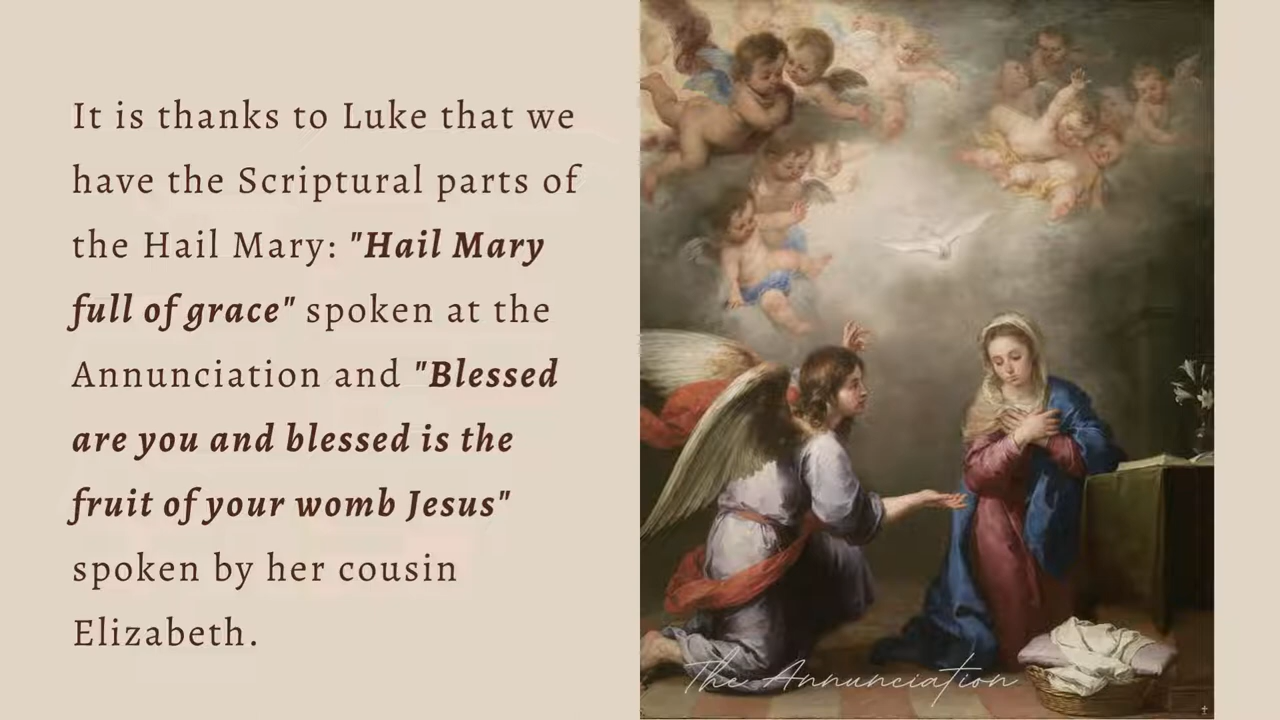 It is thanks to Luke that we
have the Scriptural parts of
the Hail Mary: "Hail Mary
full of grace" spoken at the
Annunciation and "Blessed
are you and blessed is the
fruit of your womb Jesus"
spoken by her cousin
Elizabeth.
The Annunciation